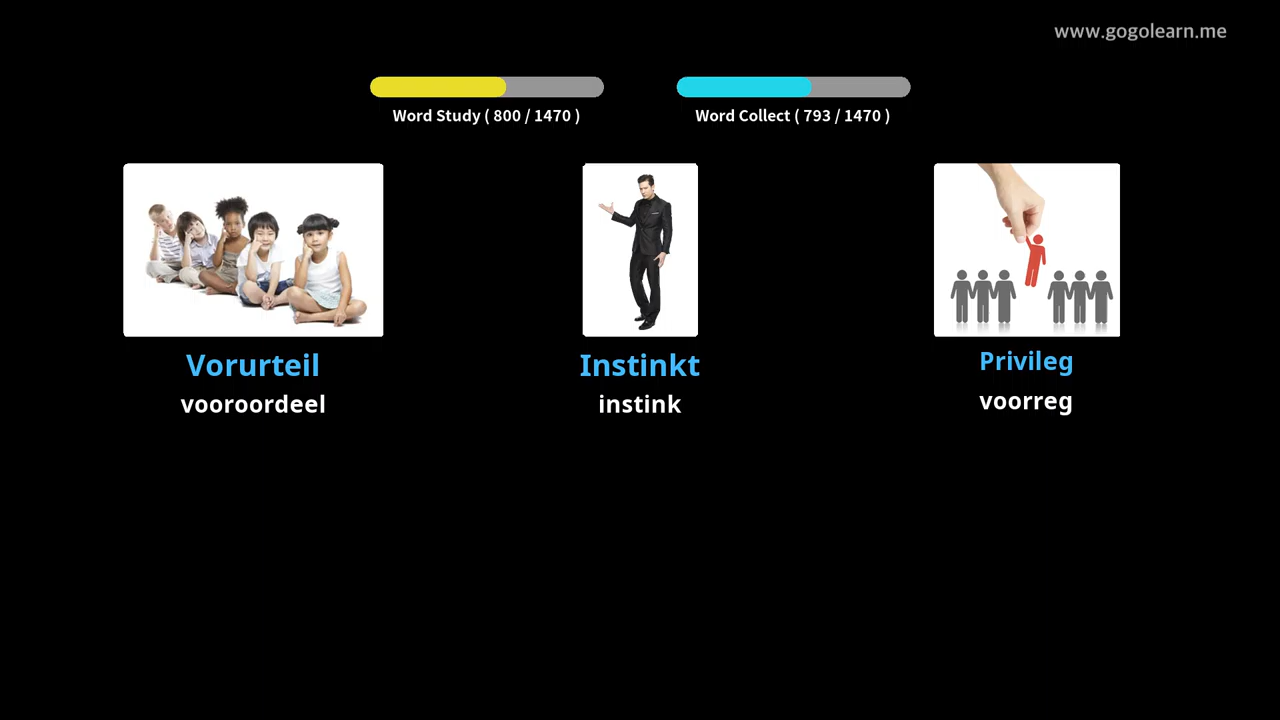 www.gogolearn.me
Word Study ( 800 / 1470 )
Word Collect ( 793 / 1470 )
Vorurteil
vooroordeel
Instinkt
instink
Privileg
voorreg